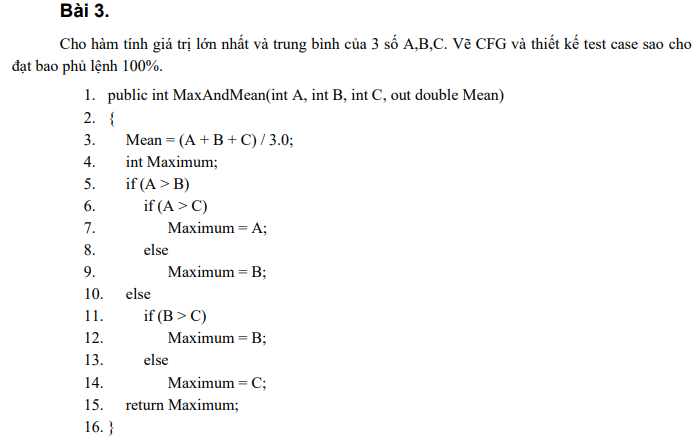 Bài 3.
Cho hàm tính giá trị lớn nhất và trung bình của 3 số A,B,C. Vẽ CFG và thiết kế test case sao cho
đạt bao phủ lệnh 100%.
1. public int MaxAndMean(int A, int B, int C, out double Mean)
2. {
3. Mean = (A + B + C) / 3.0;
4. int Maximum;
5. if (A > B)
6. if (A > C)
7. Maximum = A;
8. else
9. Maximum = B;
10. else
11. if (B > C)
12. Maximum = B;
13. else
14. Maximum = C;
15. return Maximum;
16. }